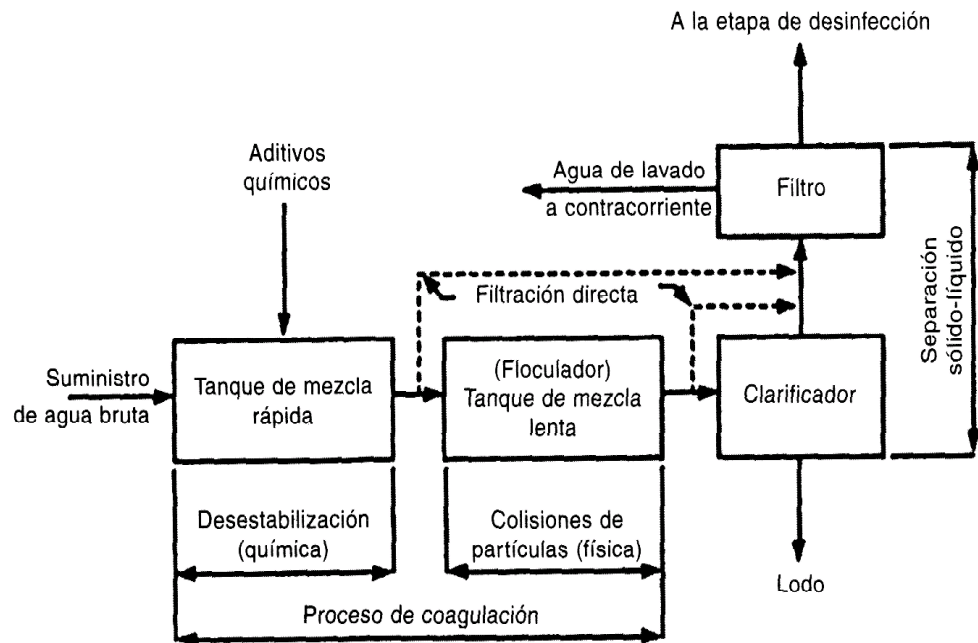 A la etapa de desinfección
Aditivos
químicos
Agua de lavado
a contracorriente
Filtro
Separación
sólido-líquido
Filtración directa
Suministro
de agua bruta
Tanque de mezcla
rápida
(Floculador)
Tanque de mezcla
lenta
Clarificador
Desestabilización
(química)
Colisiones de
partículas (física)
Lodo
Proceso de coagulación